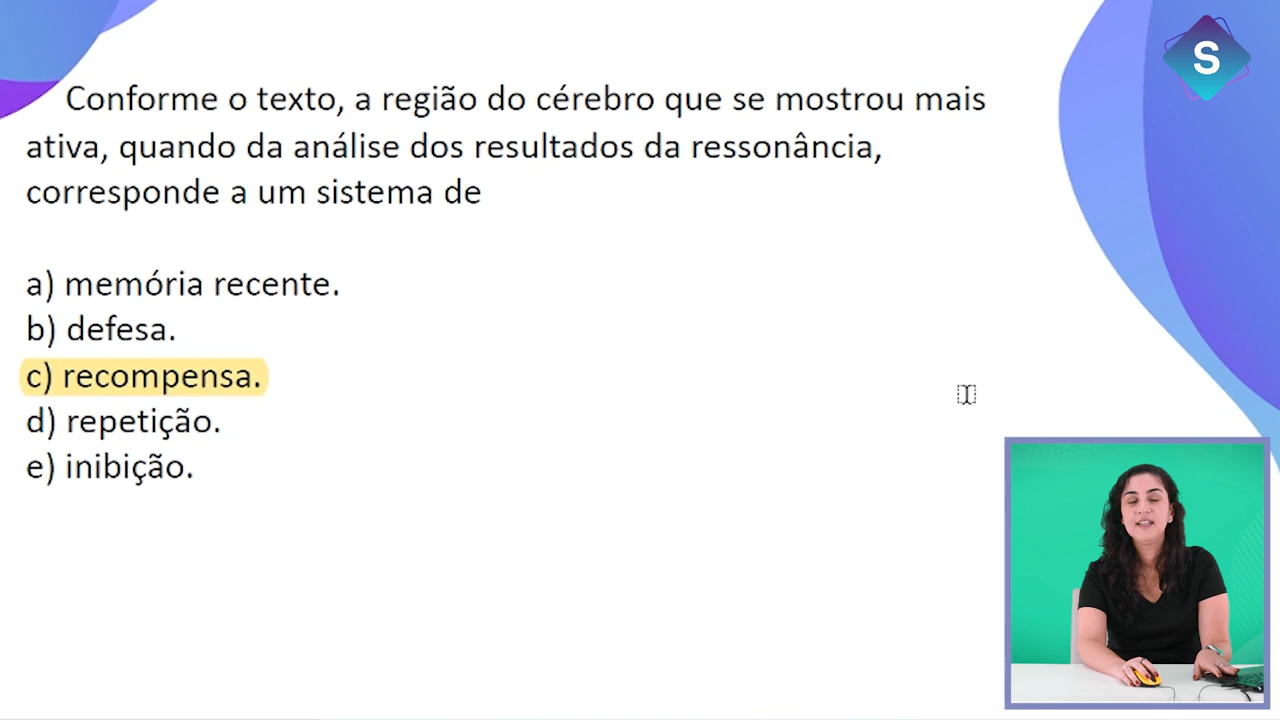 S
Conforme o texto, a região do cérebro que se mostrou mais
ativa, quando da análise dos resultados da ressonância,
corresponde a um sistema de
a) memória recente.
b) defesa.
c) recompensa.
d) repetição.
e) inibição.